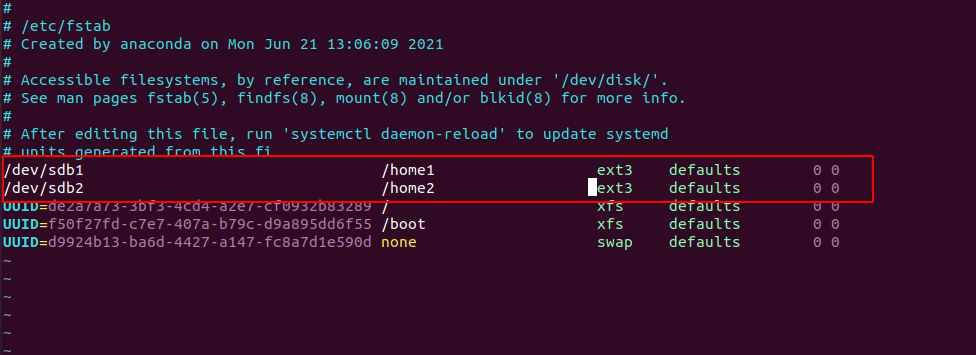 #
# /etc/fstab
# Created by anaconda on Mon Jun 21 13:06:09 2021
#
# Accessible filesystems, by reference, are maintained under '/dev/disk/'.
# See man pages fstab(5), findfs(8), mount(8) and/or blkid(8) for more info.
#
# After editing this file, run 'systemctl daemon-reload' to update systemd
# units generated from this fi
/dev/sdb1 /home1 ext3 defaults 0 0
/dev/sdb2 /home2 ext3 defaults 0 0
UUID=de2a7a73-3bf3-4cd4-a2e7-cf0932b83289 / xfs defaults 0 0
UUID=f50f27fd-c7e7-407a-b79c-d9a895dd6f55 /boot xfs defaults 0 0
UUID=d9924b13-ba6d-4427-a147-fc8a7d1e590d none swap defaults 0 0
~
~
~
~
~
~